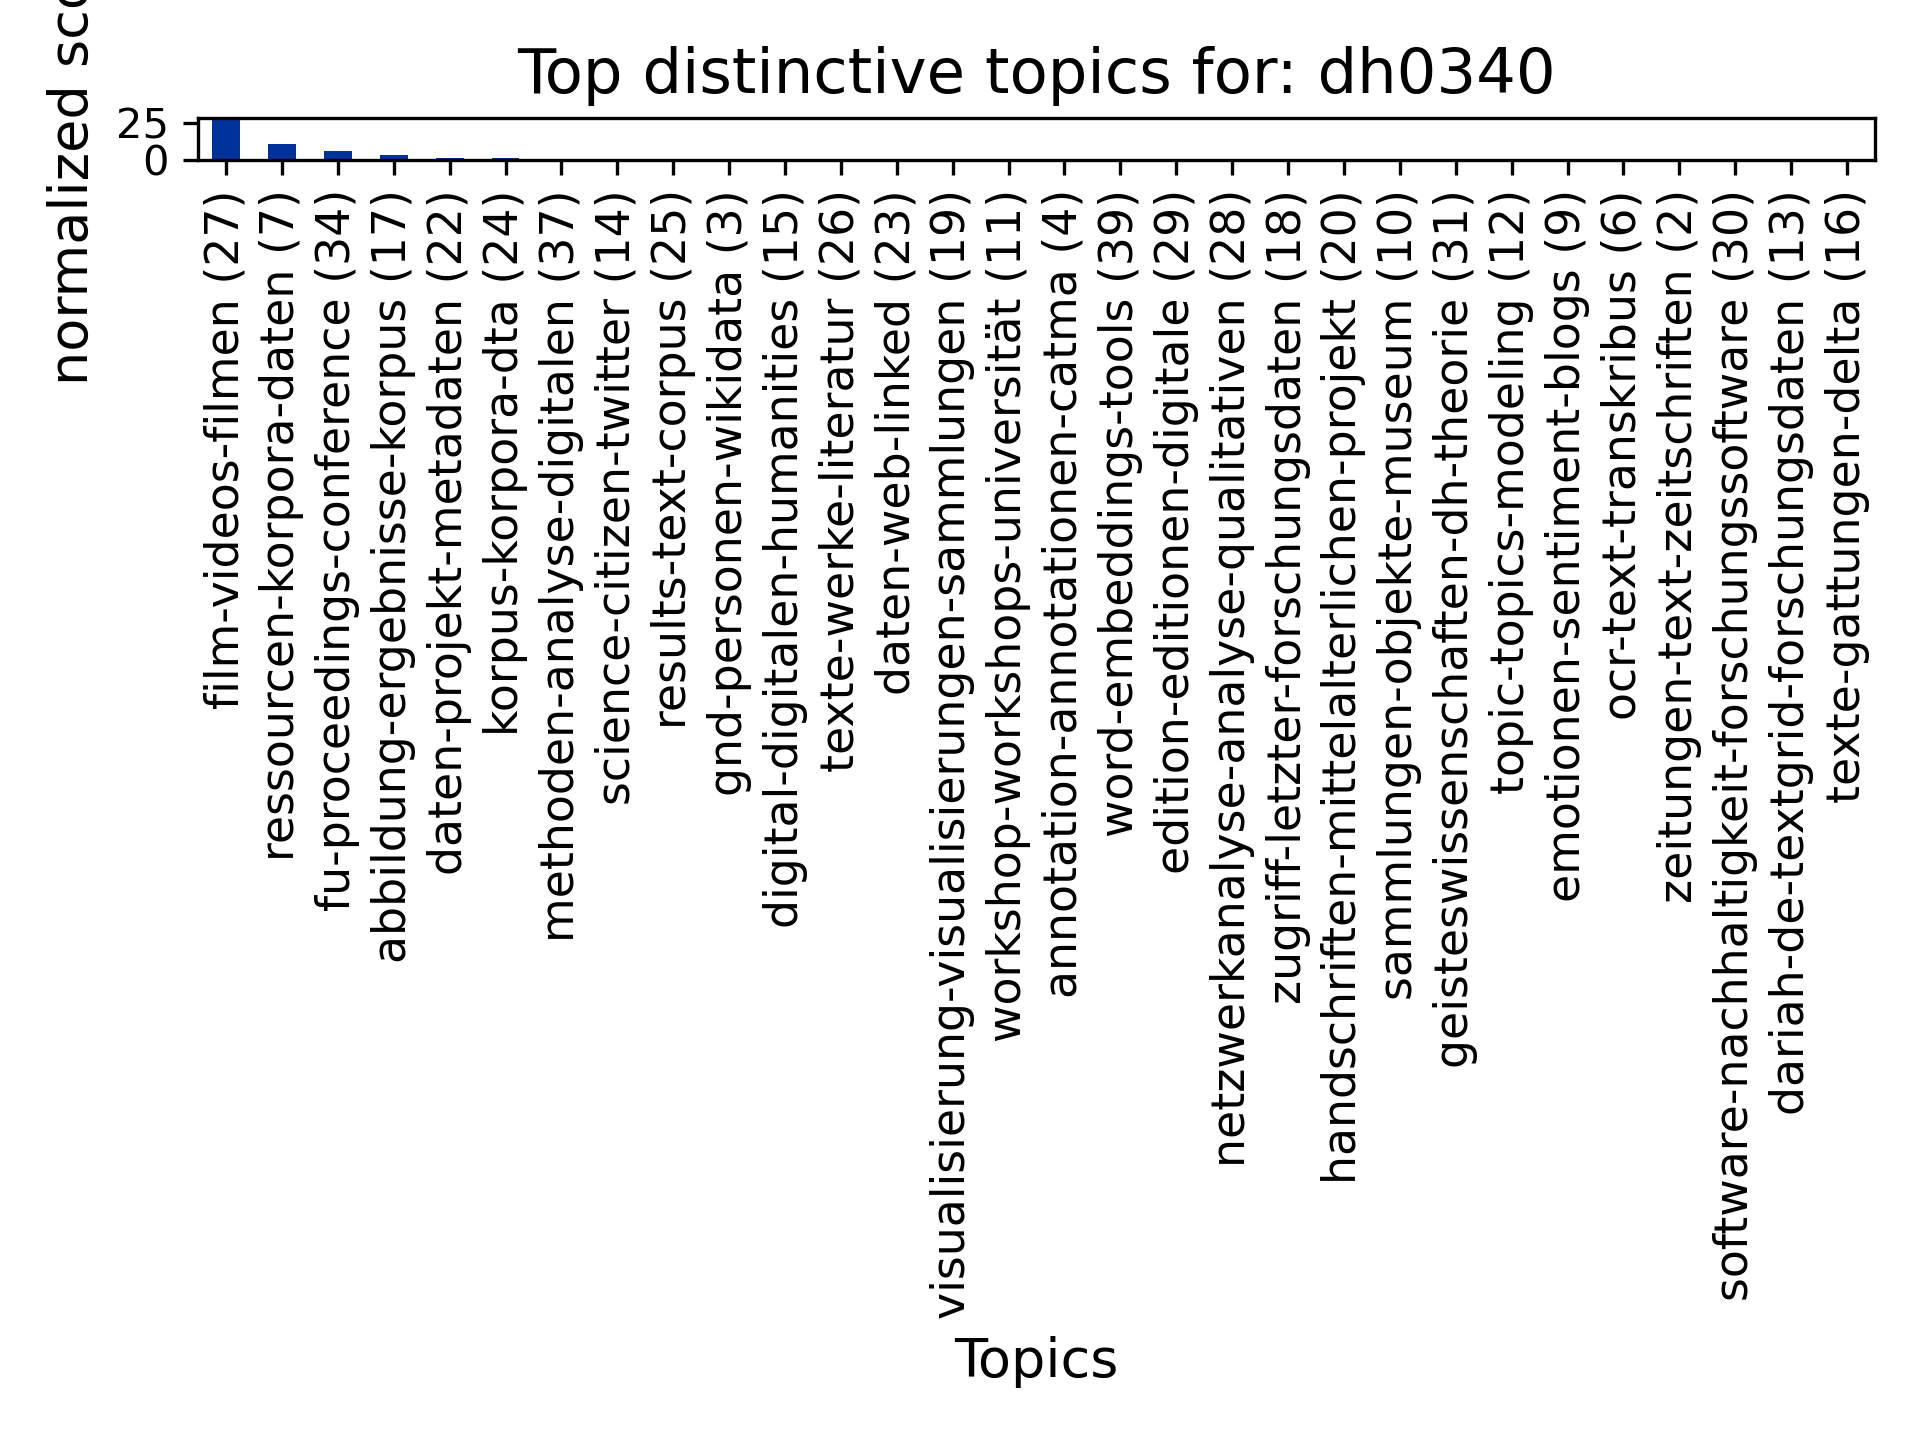 Top distinctive topics for: dh0340
normalized sco
25
0
film-videos-filmen (27)
ressourcen-korpora-daten (7)
fu-proceedings-conference (34)
abbildung-ergebnisse-korpus (17)
daten-projekt-metadaten (22)
korpus-korpora-dta (24)
methoden-analyse-digitalen (37)
science-citizen-twitter (14)
results-text-corpus (25)
gnd-personen-wikidata (3)
digital-digitalen-humanities (15)
texte-werke-literatur (26)
daten-web-linked (23)
visualisierung-visualisierungen-sammlungen (19)
workshop-workshops-universität (11)
annotation-annotationen-catma (4)
word-embeddings-tools (39)
edition-editionen-digitale (29)
netzwerkanalyse-analyse-qualitativen (28)
zugriff-letzter-forschungsdaten (18)
handschriften-mittelalterlichen-projekt (20)
sammlungen-objekte-museum (10)
geisteswissenschaften-dh-theorie (31)
topic-topics-modeling (12)
emotionen-sentiment-blogs (9)
ocr-text-transkribus (6)
zeitungen-text-zeitschriften (2)
software-nachhaltigkeit-forschungssoftware (30)
dariah-de-textgrid-forschungsdaten (13)
texte-gattungen-delta (16)
Topics